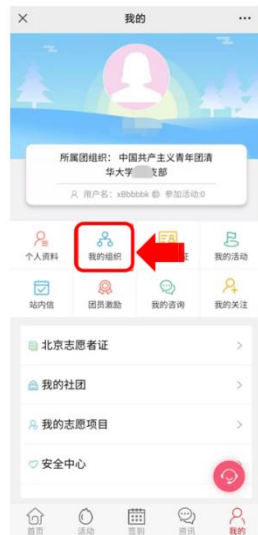 我的
所属团组织： 中国共产主义青年团清
华大学 支部
用户名：xBbbbbk 参加活动:0
个人资料
我的组织
证
我的活动
站内信
团员激励
我的咨询
我的关注
北京志愿者证
我的社团
我的志愿项目
安全中心
首页
活动
签到
资讯
我的